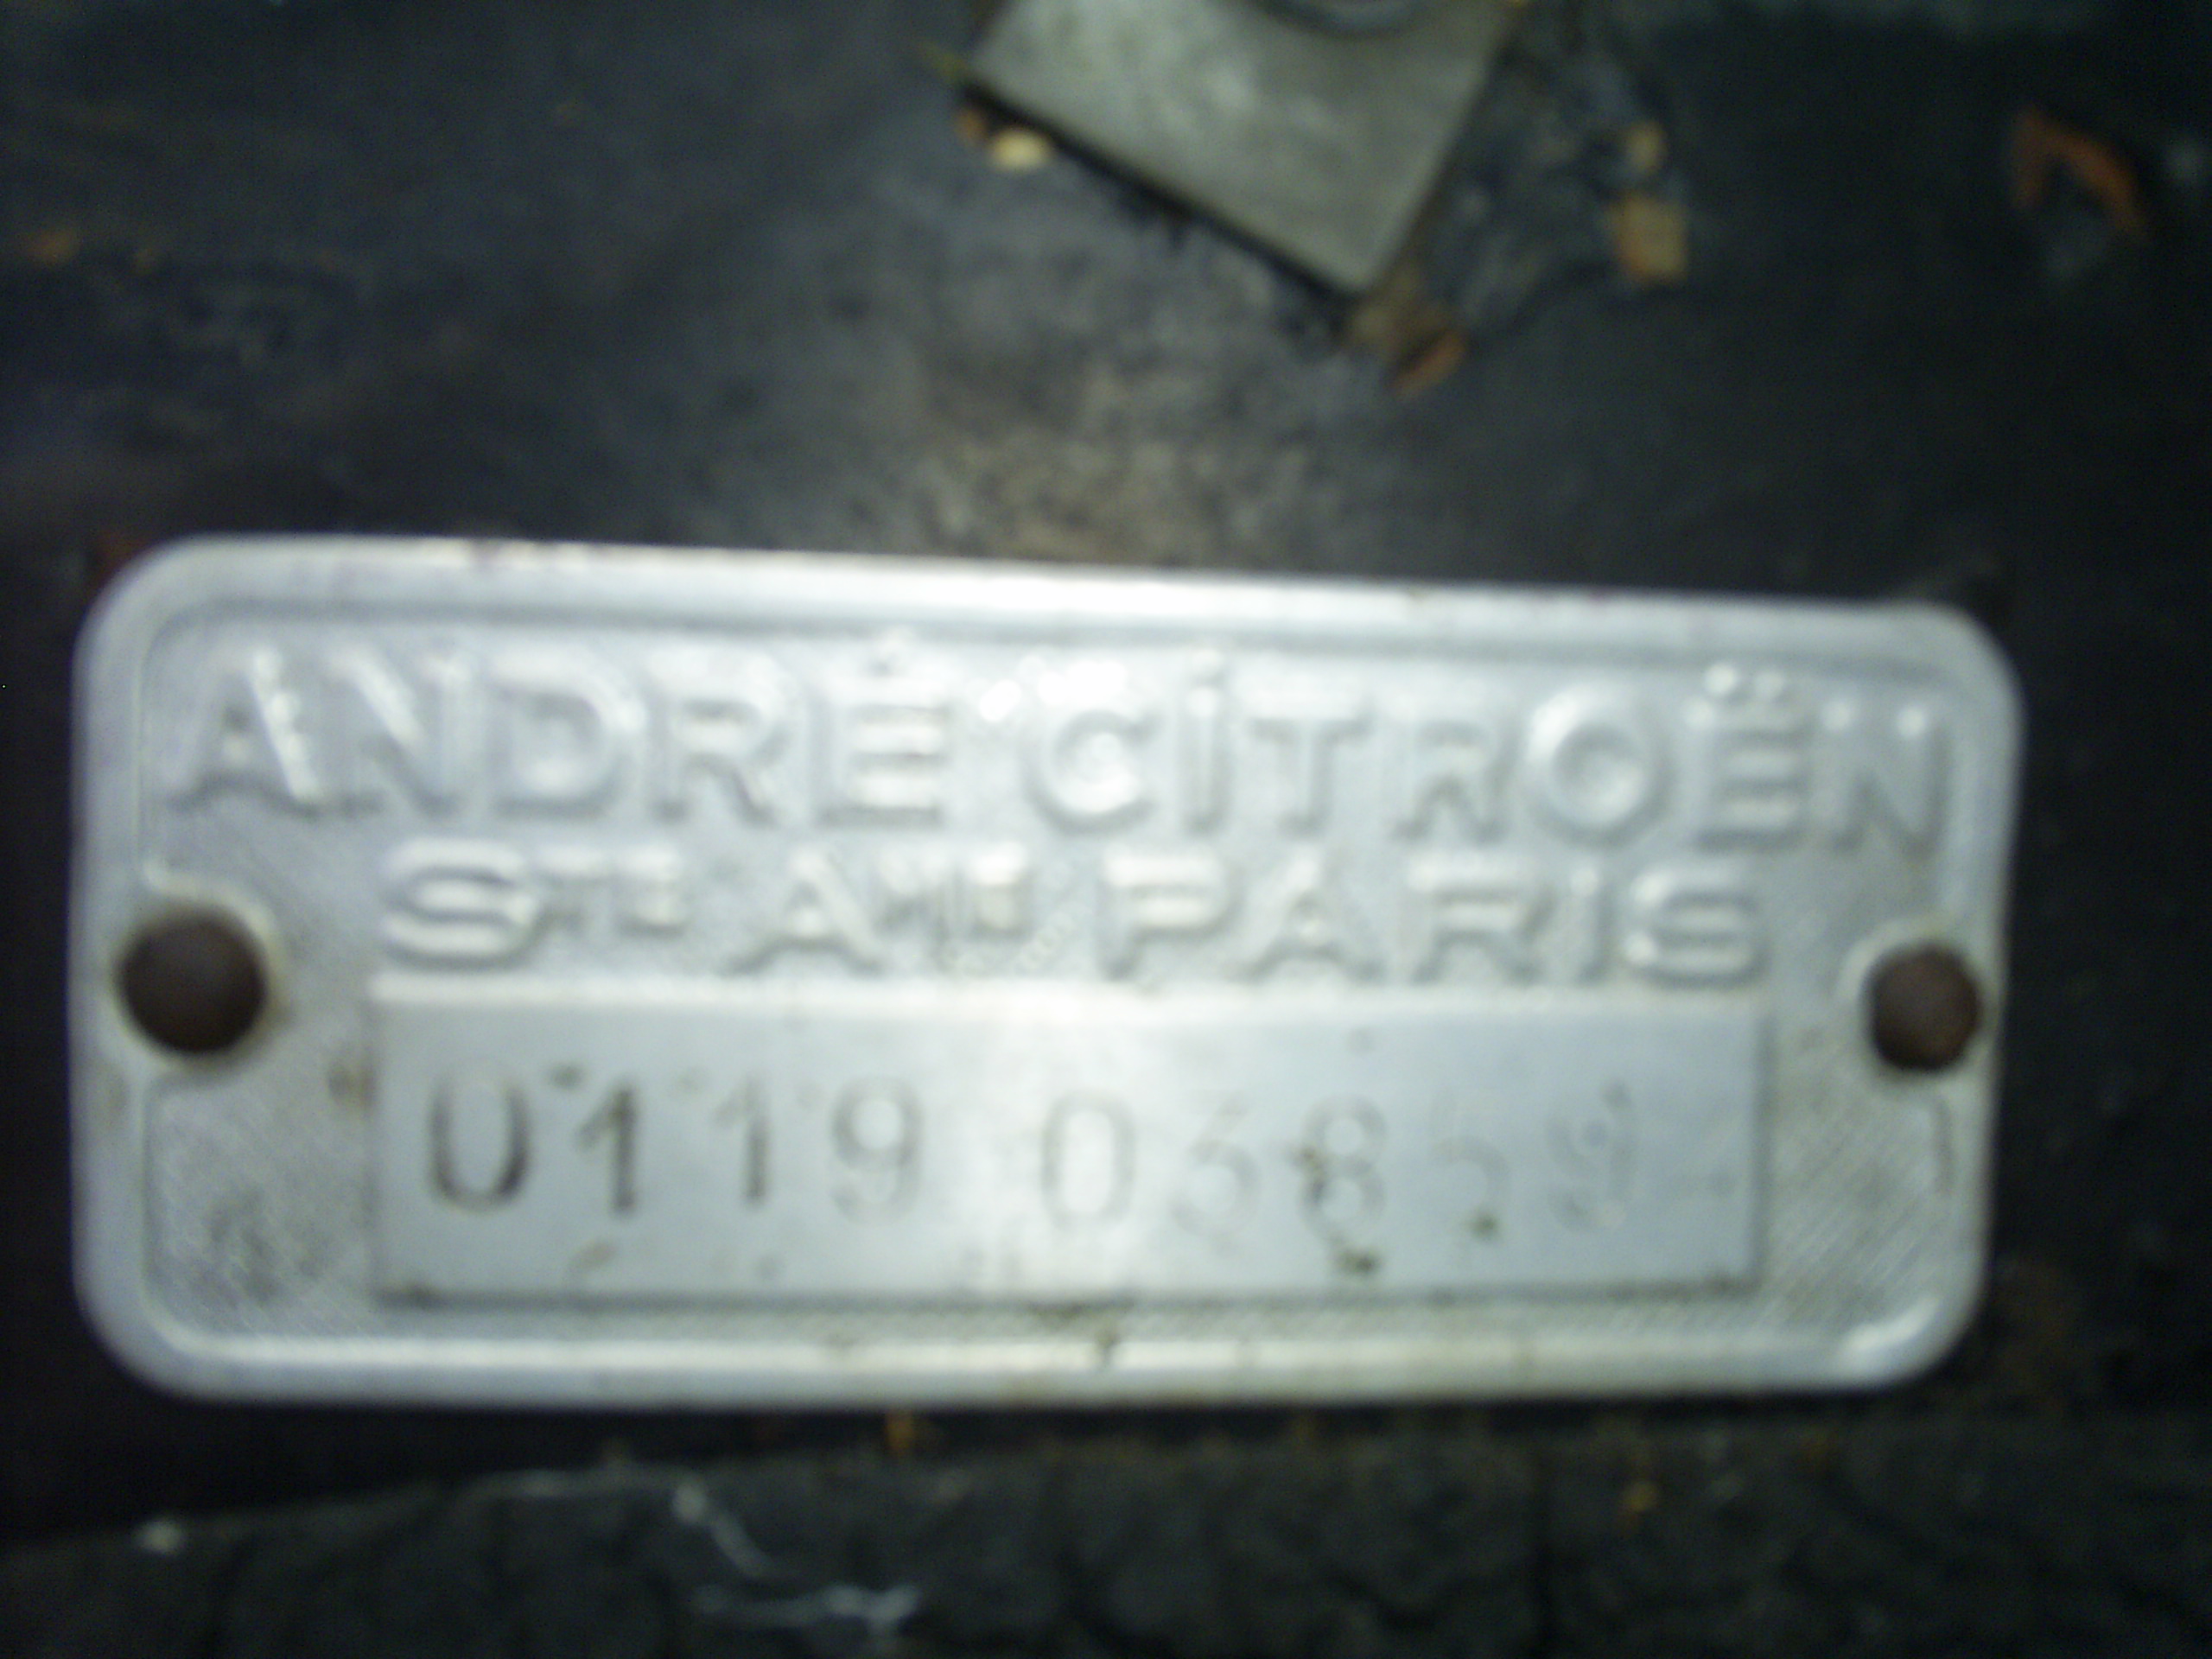 ANDRÉ CITROËN
STÉ AME PARIS
0119 03859